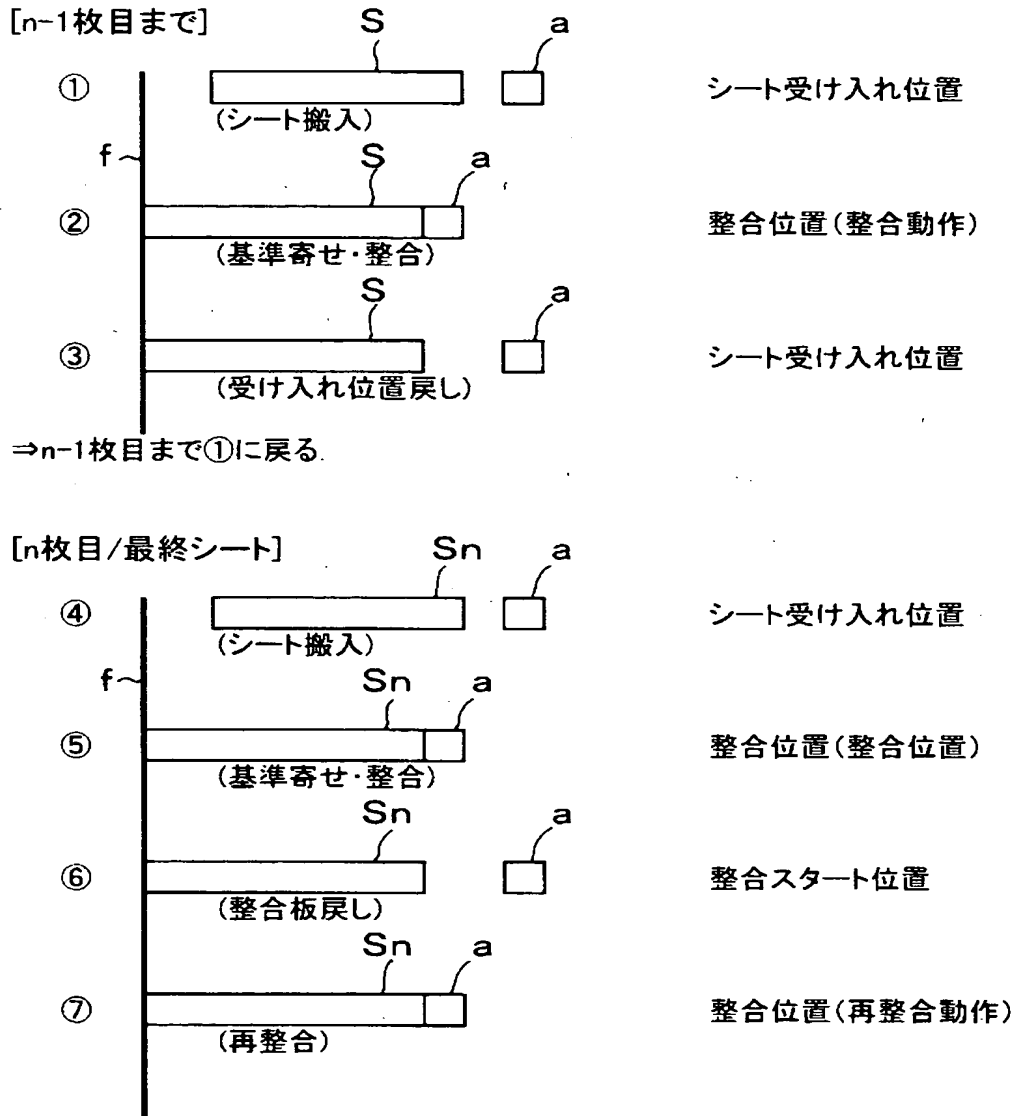 [n-1枚目まで]
S a
① シート受け入れ位置
(シート搬入)
f
S a
② 整合位置(整合動作)
(基準寄せ・整合)
S a
③ シート受け入れ位置
(受け入れ位置戻し)
⇒n-1枚目まで①に戻る
[n枚目/最終シート]
Sn a
④ シート受け入れ位置
(シート搬入)
f
Sn a
⑤ 整合位置(整合位置)
(基準寄せ・整合)
Sn a
⑥ 整合スタート位置
(整合板戻し)
Sn a
⑦ 整合位置(再整合動作)
(再整合)